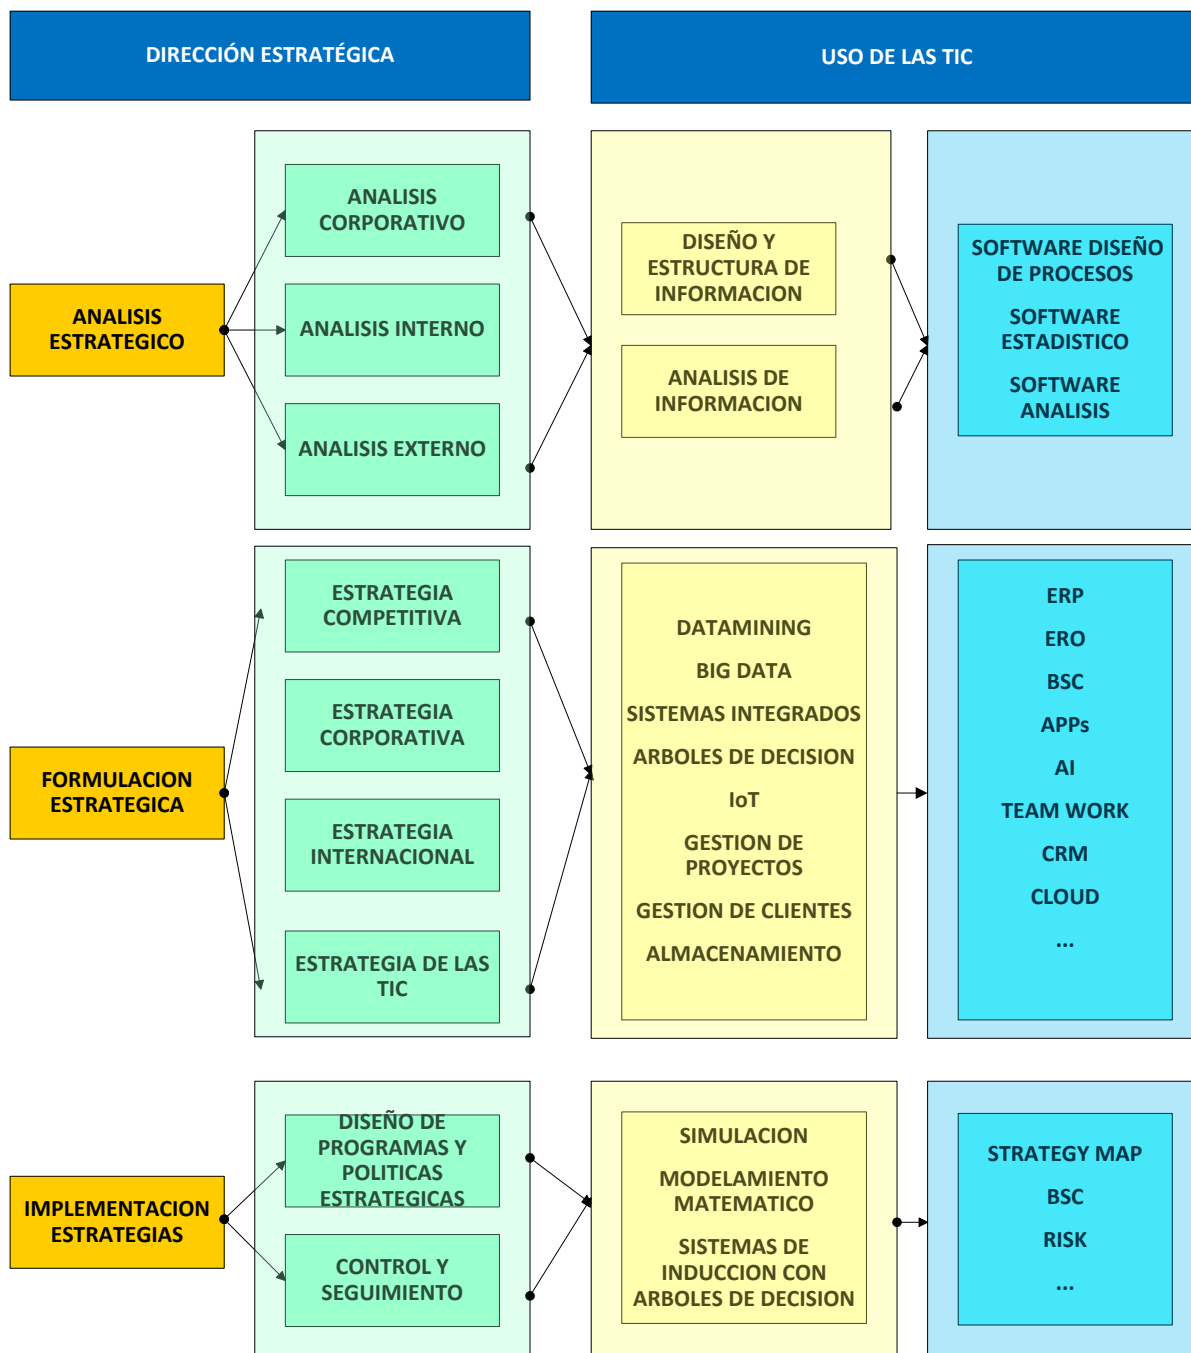 DIRECCIÓN ESTRATÉGICA
USO DE LAS TIC
ANALISIS
ESTRATEGICO
ANALISIS
CORPORATIVO
ANALISIS INTERNO
ANALISIS EXTERNO
DISEÑO Y
ESTRUCTURA DE
INFORMACION
ANALISIS DE
INFORMACION
SOFTWARE DISEÑO
DE PROCESOS
SOFTWARE
ESTADISTICO
SOFTWARE
ANALISIS
FORMULACION
ESTRATEGICA
ESTRATEGIA
COMPETITIVA
ESTRATEGIA
CORPORATIVA
ESTRATEGIA
INTERNACIONAL
ESTRATEGIA DE LAS
TIC
DATAMINING
BIG DATA
SISTEMAS INTEGRADOS
ARBOLES DE DECISION
IoT
GESTION DE
PROYECTOS
GESTION DE CLIENTES
ALMACENAMIENTO
ERP
ERO
BSC
APPs
AI
TEAM WORK
CRM
CLOUD
...
IMPLEMENTACION
ESTRATEGIAS
DISEÑO DE
PROGRAMAS Y
POLITICAS
ESTRATEGICAS
CONTROL Y
SEGUIMIENTO
SIMULACION
MODELAMIENTO
MATEMATICO
SISTEMAS DE
INDUCCION CON
ARBOLES DE DECISION
STRATEGY MAP
BSC
RISK
...